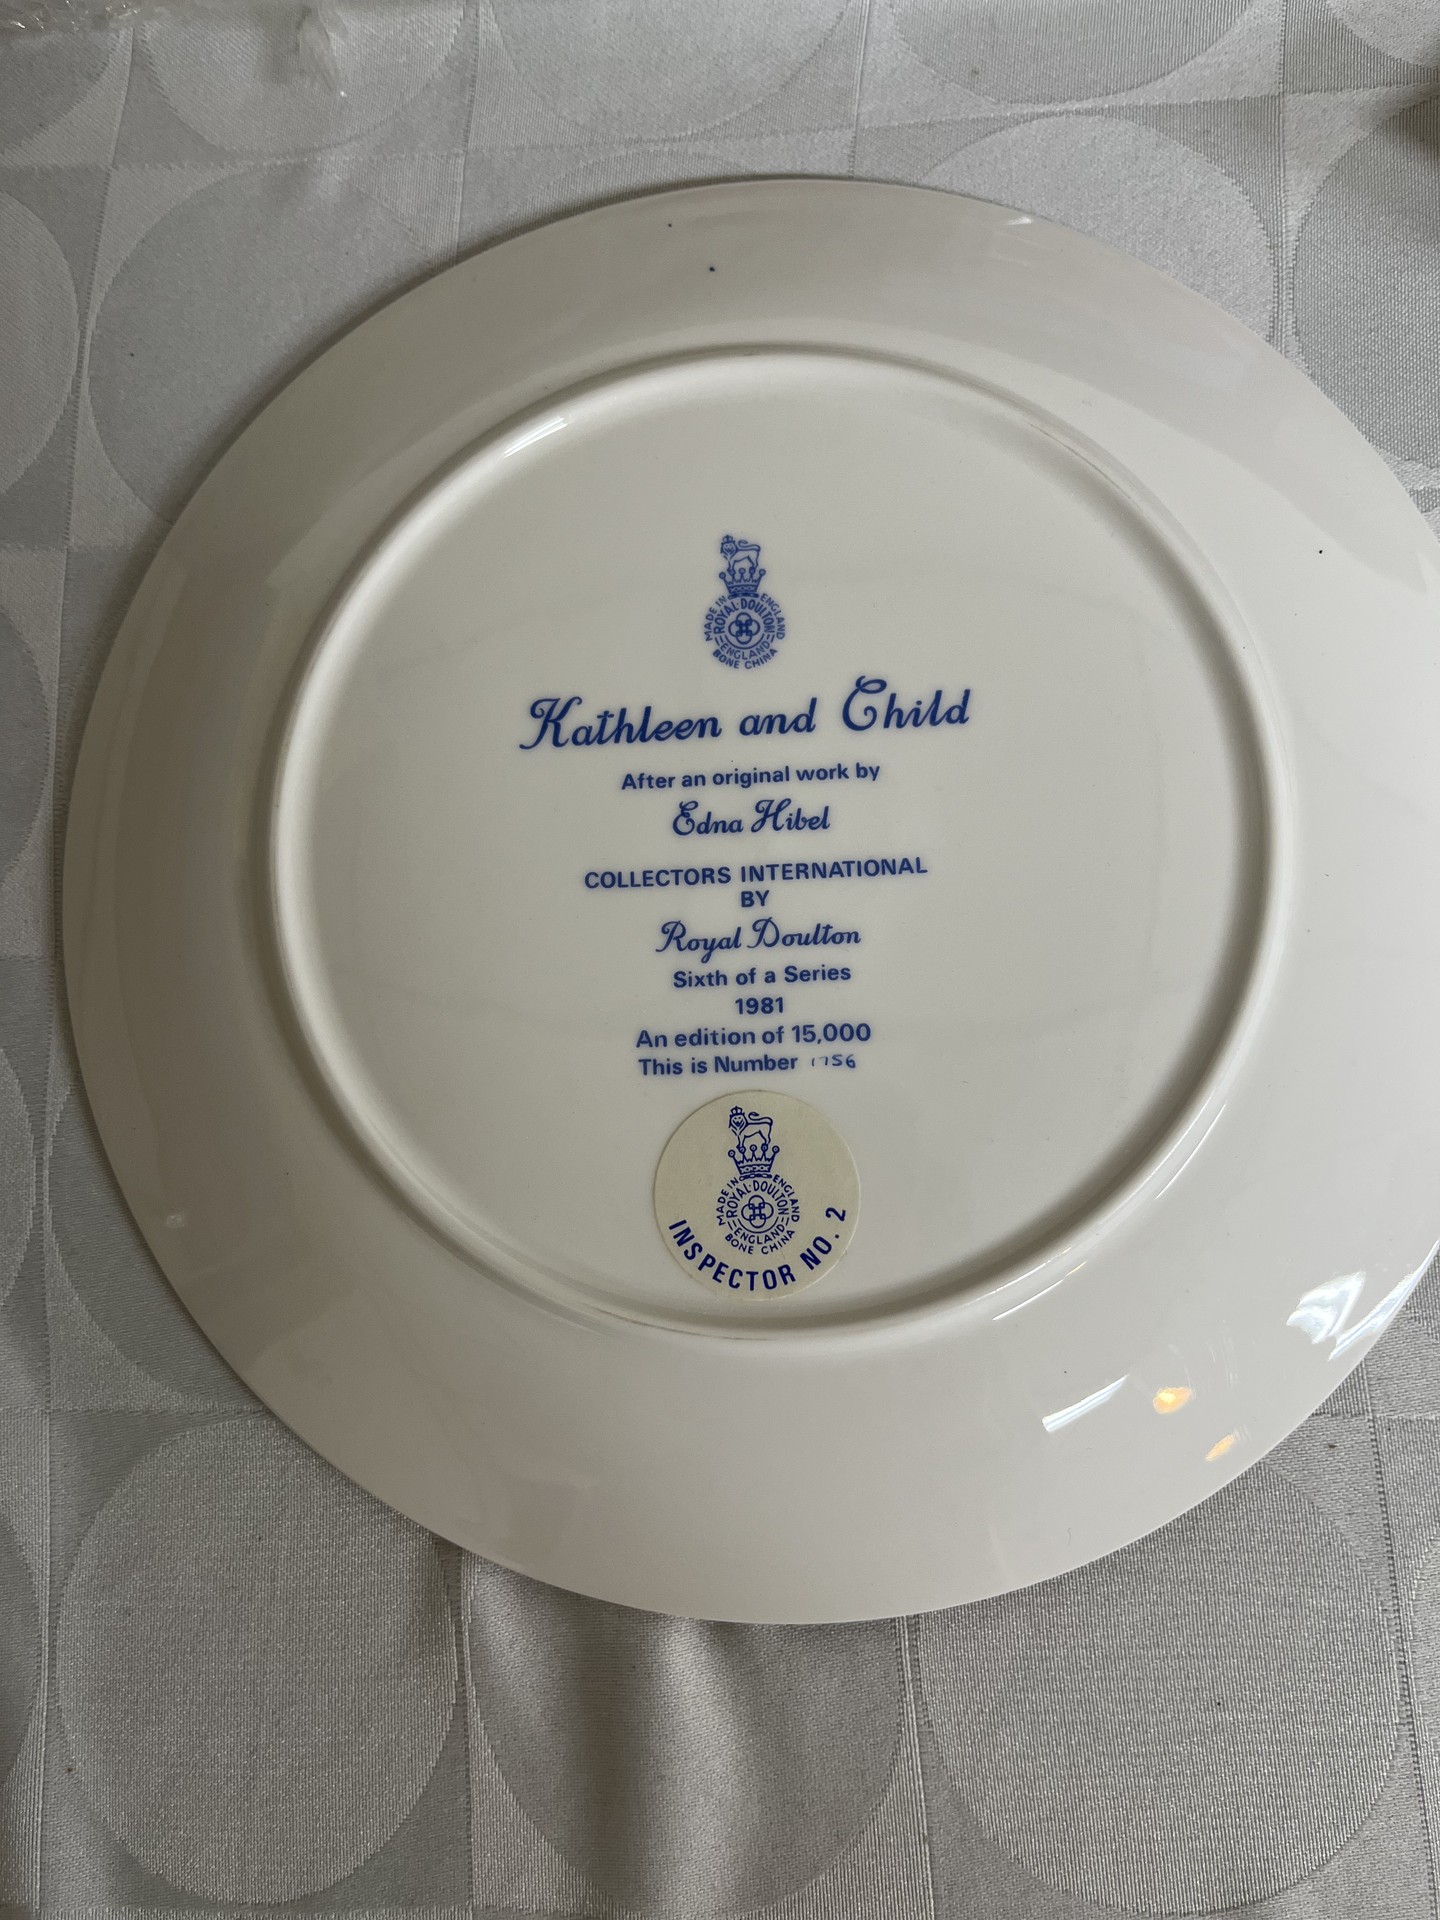 MADE IN ENGLAND
ROYAL·DOULTON
ENGLAND
BONE CHINA
Kathleen and Child
After an original work by
Edna Hibel
COLLECTORS INTERNATIONAL
BY
Royal Doulton
Sixth of a Series
1981
An edition of 15,000
This is Number 1756
MADE IN ENGLAND
ROYAL·DOULTON
ENGLAND
BONE CHINA
INSPECTOR NO. 2